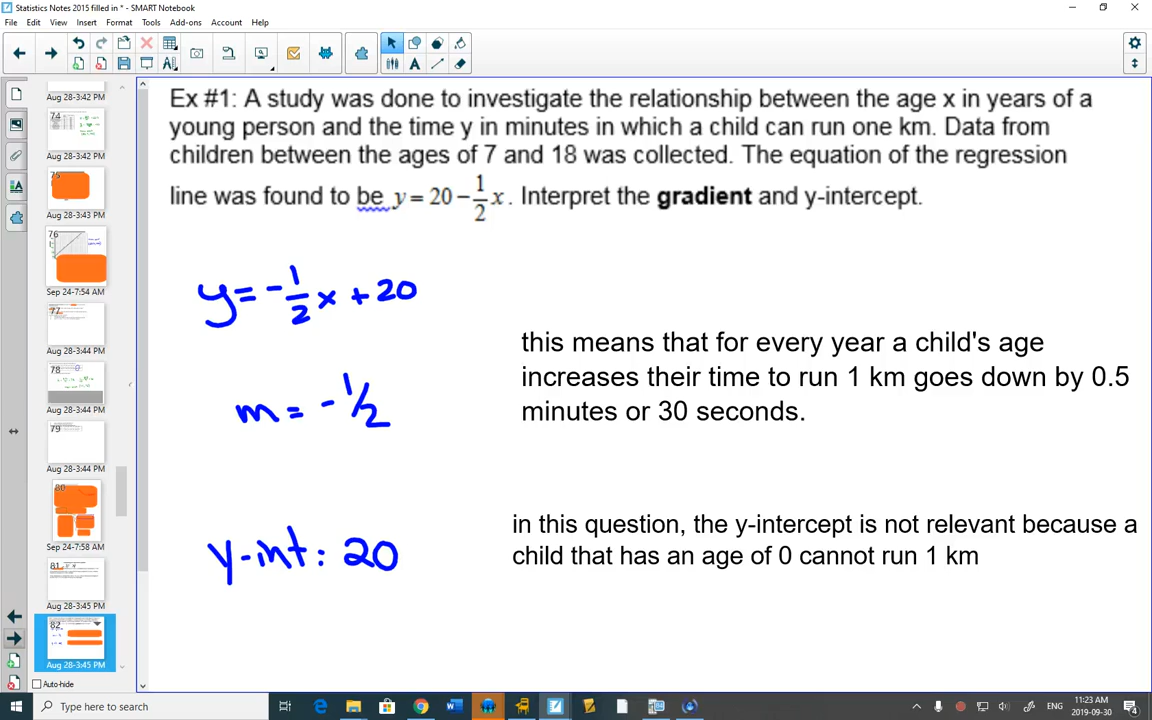 Statistics Notes 2015 filled in * - SMART Notebook
File Edit View Insert Format Tools Add-ons Account Help
Ex #1: A study was done to investigate the relationship between the age x in years of a
young person and the time y in minutes in which a child can run one km. Data from
children between the ages of 7 and 18 was collected. The equation of the regression
line was found to be y = 20 - 1/2 x. Interpret the gradient and y-intercept.
y = - 1/2 x + 20
this means that for every year a child's age
increases their time to run 1 km goes down by 0.5
minutes or 30 seconds.
m = - 1/2
in this question, the y-intercept is not relevant because a
child that has an age of 0 cannot run 1 km
y-int: 20
Aug 28-3:42 PM
74
Aug 28-3:42 PM
75
Aug 28-3:43 PM
76
Sep 24-7:54 AM
77
Aug 28-3:44 PM
78
Aug 28-3:44 PM
79
Aug 28-3:44 PM
80
Sep 24-7:58 AM
81
Aug 28-3:45 PM
82
Aug 28-3:45 PM
Auto-hide
Type here to search
ENG
11:23 AM
2019-09-30
4